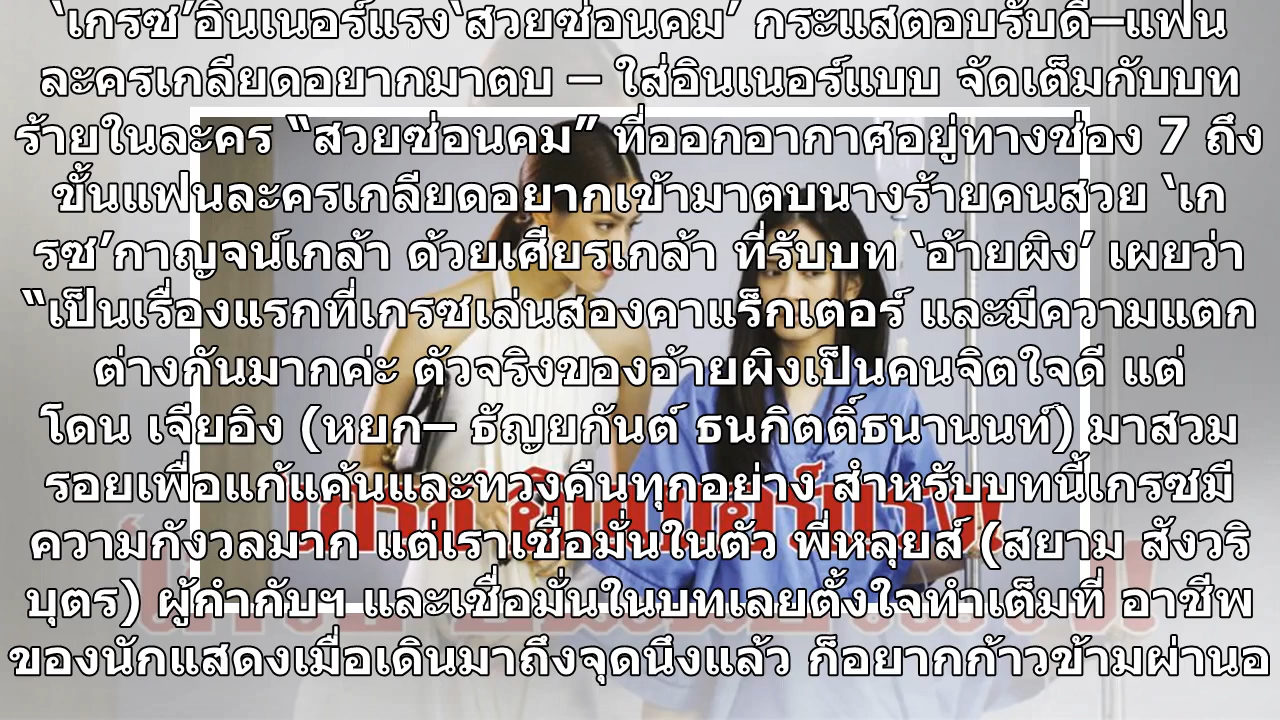 ‘เกรซ’อินเนอร์แรง‘สวยซ่อนคม’ กระแสตอบรับดี–แฟน
ละครเกลียดอยากมาตบ – ใส่อินเนอร์แบบ จัดเต็มกับบท
ร้ายในละคร “สวยซ่อนคม” ที่ออกอากาศอยู่ทางช่อง 7 ถึง
ขั้นแฟนละครเกลียดอยากเข้ามาตบนางร้ายคนสวย ‘เก
รซ’กาญจน์เกล้า ด้วยเศียรเกล้า ที่รับบท ‘อ้ายผิง’ เผยว่า
“เป็นเรื่องแรกที่เกรซเล่นสองคาแร็กเตอร์ และมีความแตก
ต่างกันมากค่ะ ตัวจริงของอ้ายผิงเป็นคนจิตใจดี แต่
โดน เจียอิง (หยก– ธัญยกันต์ ธนกิตติ์ธนานนท์) มาสวม
รอยเพื่อแก้แค้นและทวงคืนทุกอย่าง สำหรับบทนี้เกรซมี
ความกังวลมาก แต่เราเชื่อมั่นในตัว พี่หลุยส์ (สยาม สังวริ
บุตร) ผู้กำกับฯ และเชื่อมั่นในบทเลยตั้งใจทำเต็มที่ อาชีพ
ของนักแสดงเมื่อเดินมาถึงจุดนึงแล้ว ก็อยากก้าวข้ามผ่านอ